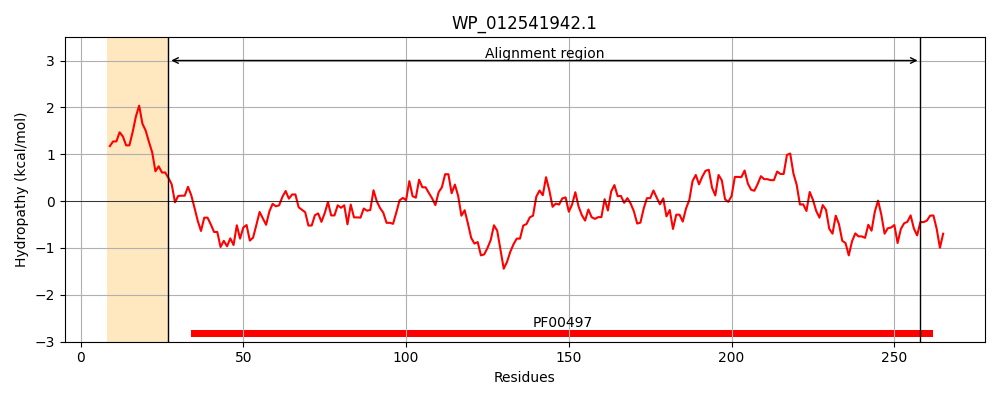 WP_012541942.1
Hydropathy (kcal/mol)
3
2
1
0
−1
−2
−3
Alignment region
PF00497
0 50 100 150 200 250
Residues